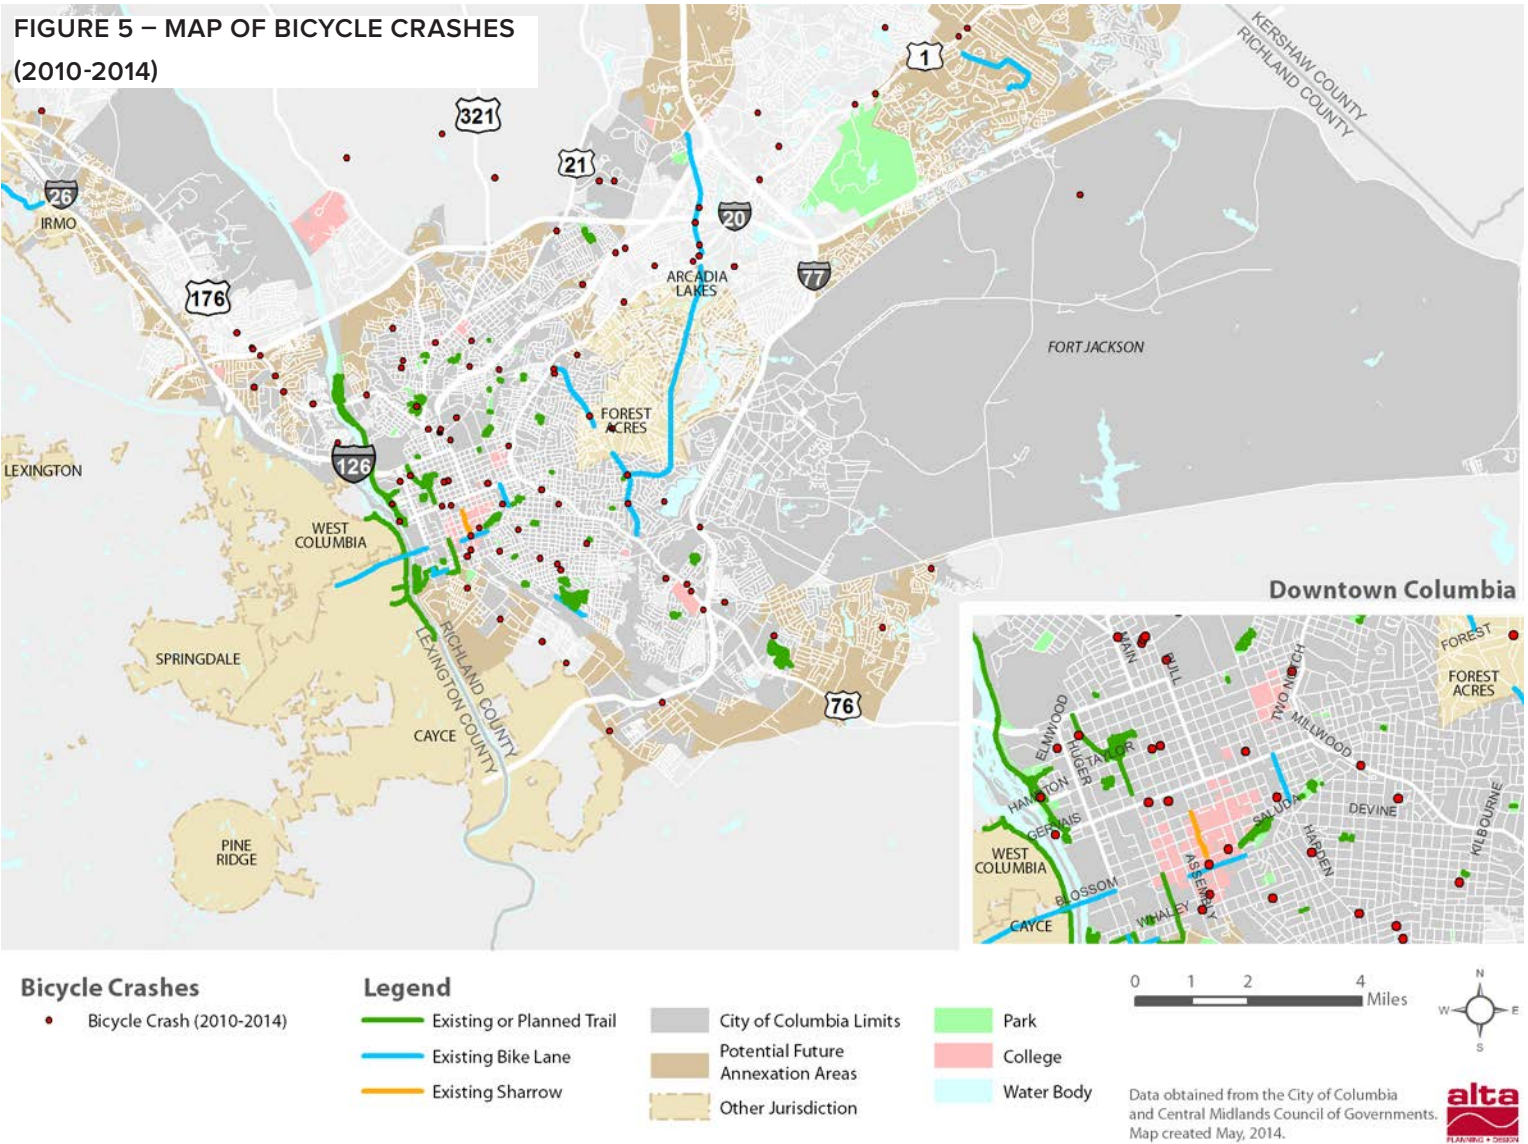 FIGURE 5 – MAP OF BICYCLE CRASHES
(2010-2014)
KERSHAW COUNTY
RICHLAND COUNTY
1
321
21
26
IRMO
20
ARCADIA
LAKES
77
176
FORT JACKSON
FOREST
ACRES
126
LEXINGTON
WEST
COLUMBIA
SPRINGDALE
RICHLAND COUNTY
LEXINGTON COUNTY
CAYCE
76
PINE
RIDGE
Downtown Columbia
MAIN
BULL
TWO NOTCH
FOREST
FOREST
ACRES
ELMWOOD
HUGER
TAYLOR
MILLWOOD
HAMPTON
GERVAIS
SALUDA
DEVINE
HARDEN
KILBOURNE
WEST
COLUMBIA
ASSEMBLY
BLOSSOM
WHALEY
CAYCE
Bicycle Crashes
Bicycle Crash (2010-2014)
Legend
Existing or Planned Trail
Existing Bike Lane
Existing Sharrow
City of Columbia Limits
Potential Future
Annexation Areas
Other Jurisdiction
Park
College
Water Body
0 1 2 4
Miles
N
W E
S
Data obtained from the City of Columbia
and Central Midlands Council of Governments.
Map created May, 2014.
alta
PLANNING + DESIGN